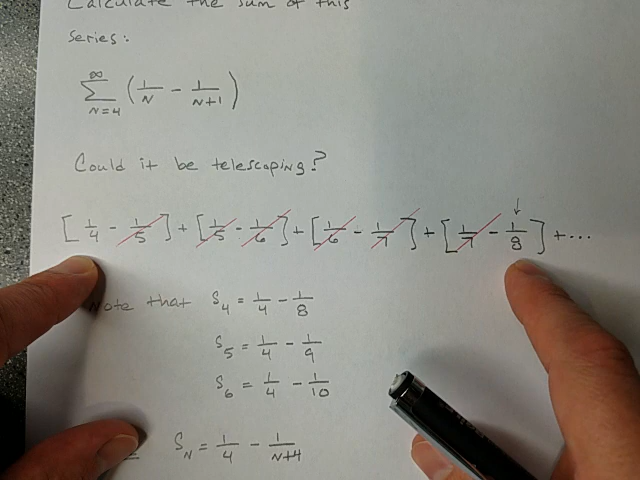 Calculate the sum of this
series:
∞
∑ (1/N - 1/N+1)
N=4
Could it be telescoping?
↓
[1/4 - 1/5] + [1/5 - 1/6] + [1/6 - 1/7] + [1/7 - 1/8] + ...
Note that S4 = 1/4 - 1/8
S5 = 1/4 - 1/9
S6 = 1/4 - 1/10
SN = 1/4 - 1/N+4